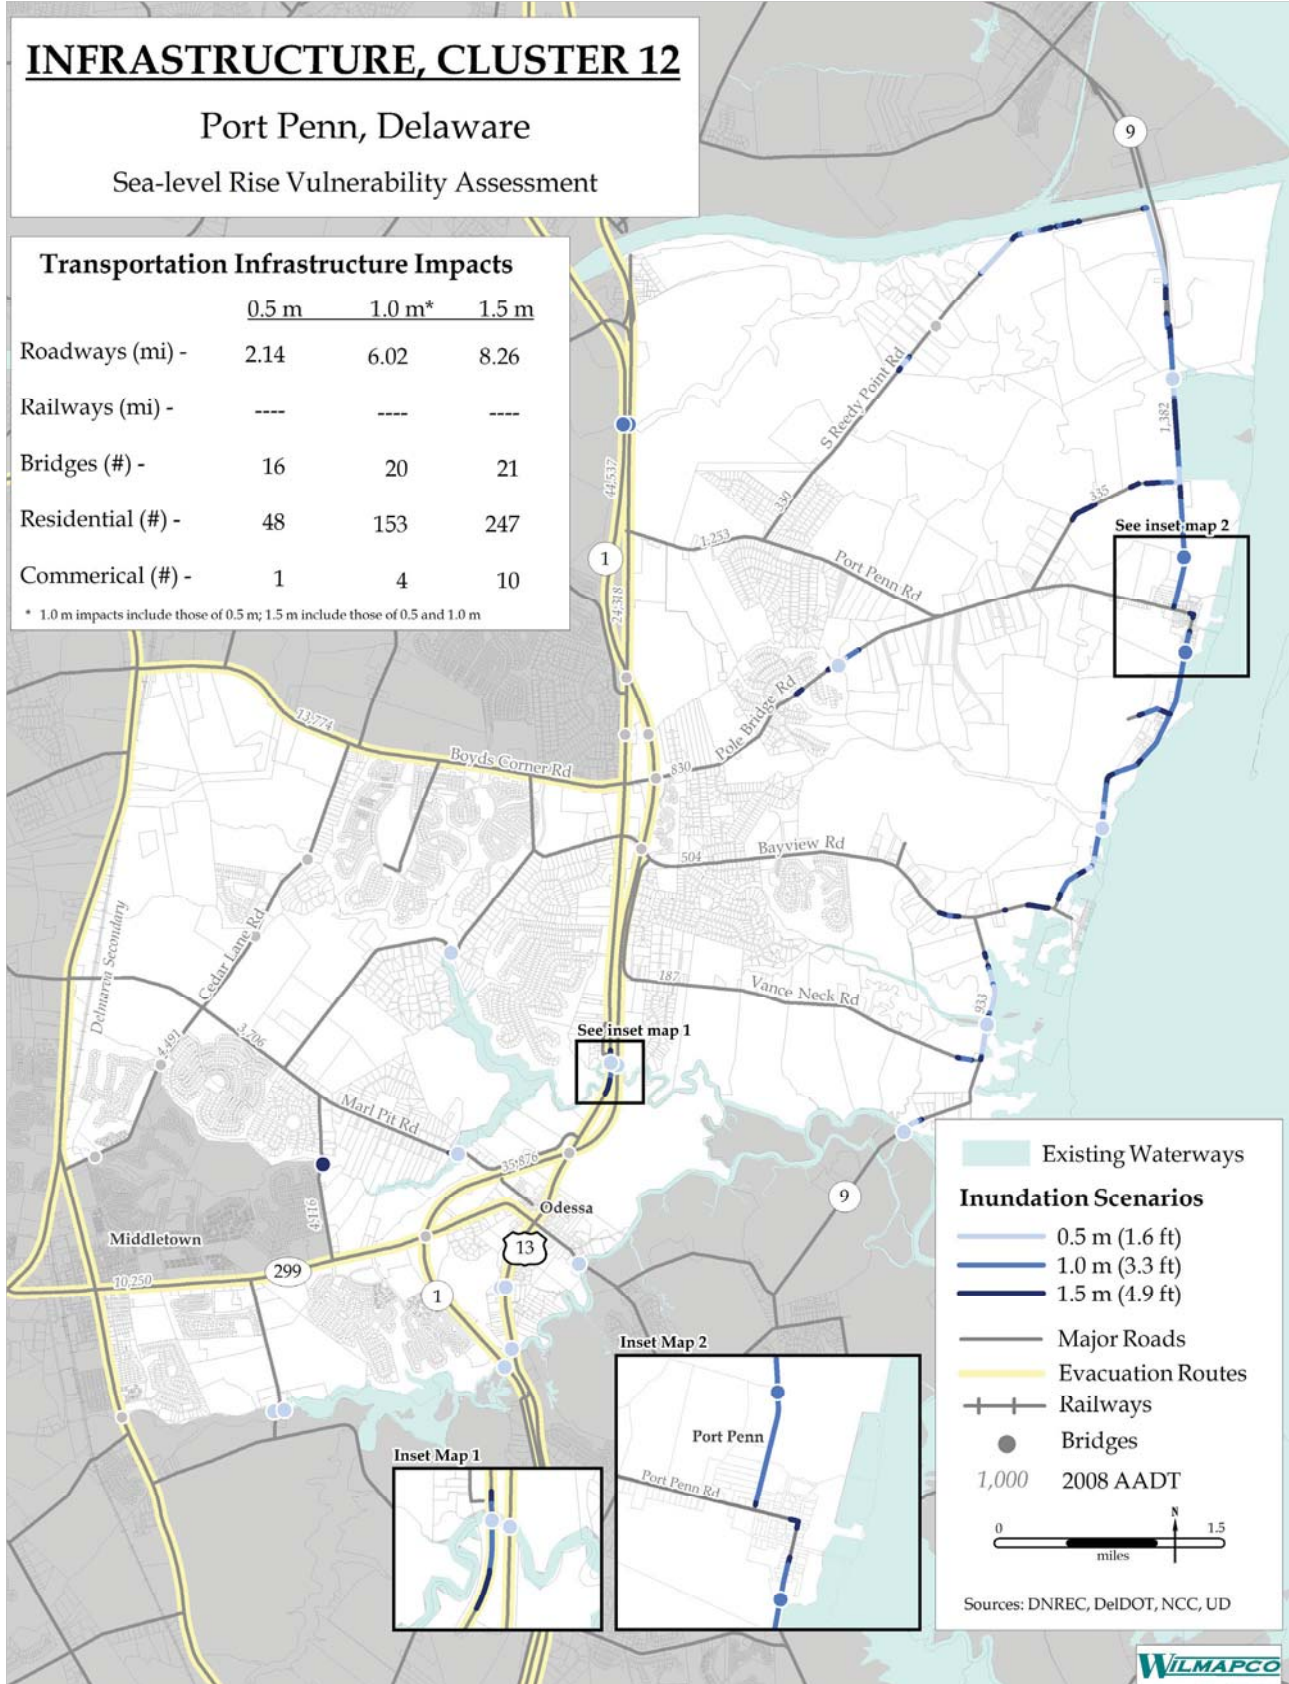 INFRASTRUCTURE, CLUSTER 12
Port Penn, Delaware
Sea-level Rise Vulnerability Assessment
Transportation Infrastructure Impacts
0.5 m 1.0 m* 1.5 m
Roadways (mi) - 2.14 6.02 8.26
Railways (mi) - ---- ---- ----
Bridges (#) - 16 20 21
Residential (#) - 48 153 247
Commerical (#) - 1 4 10
* 1.0 m impacts include those of 0.5 m; 1.5 m include those of 0.5 and 1.0 m
9
S Reedy Point Rd
1,382
44,537
330
335
See inset map 2
1,253
1
Port Penn Rd
24,318
13,774
Boyds Corner Rd
Pole Bridge Rd
830
504
Bayview Rd
Delmarva Secondary
Cedar Lane Rd
187
Vance Neck Rd
933
4,491
3,706
See inset map 1
Marl Pit Rd
35,876
4,116
Odessa
9
Middletown
13
299
10,250
1
Existing Waterways
Inundation Scenarios
0.5 m (1.6 ft)
1.0 m (3.3 ft)
1.5 m (4.9 ft)
Major Roads
Evacuation Routes
Railways
Bridges
1,000 2008 AADT
N
0 1.5
miles
Sources: DNREC, DelDOT, NCC, UD
Inset Map 2
Port Penn
Port Penn Rd
Inset Map 1
WILMAPCO